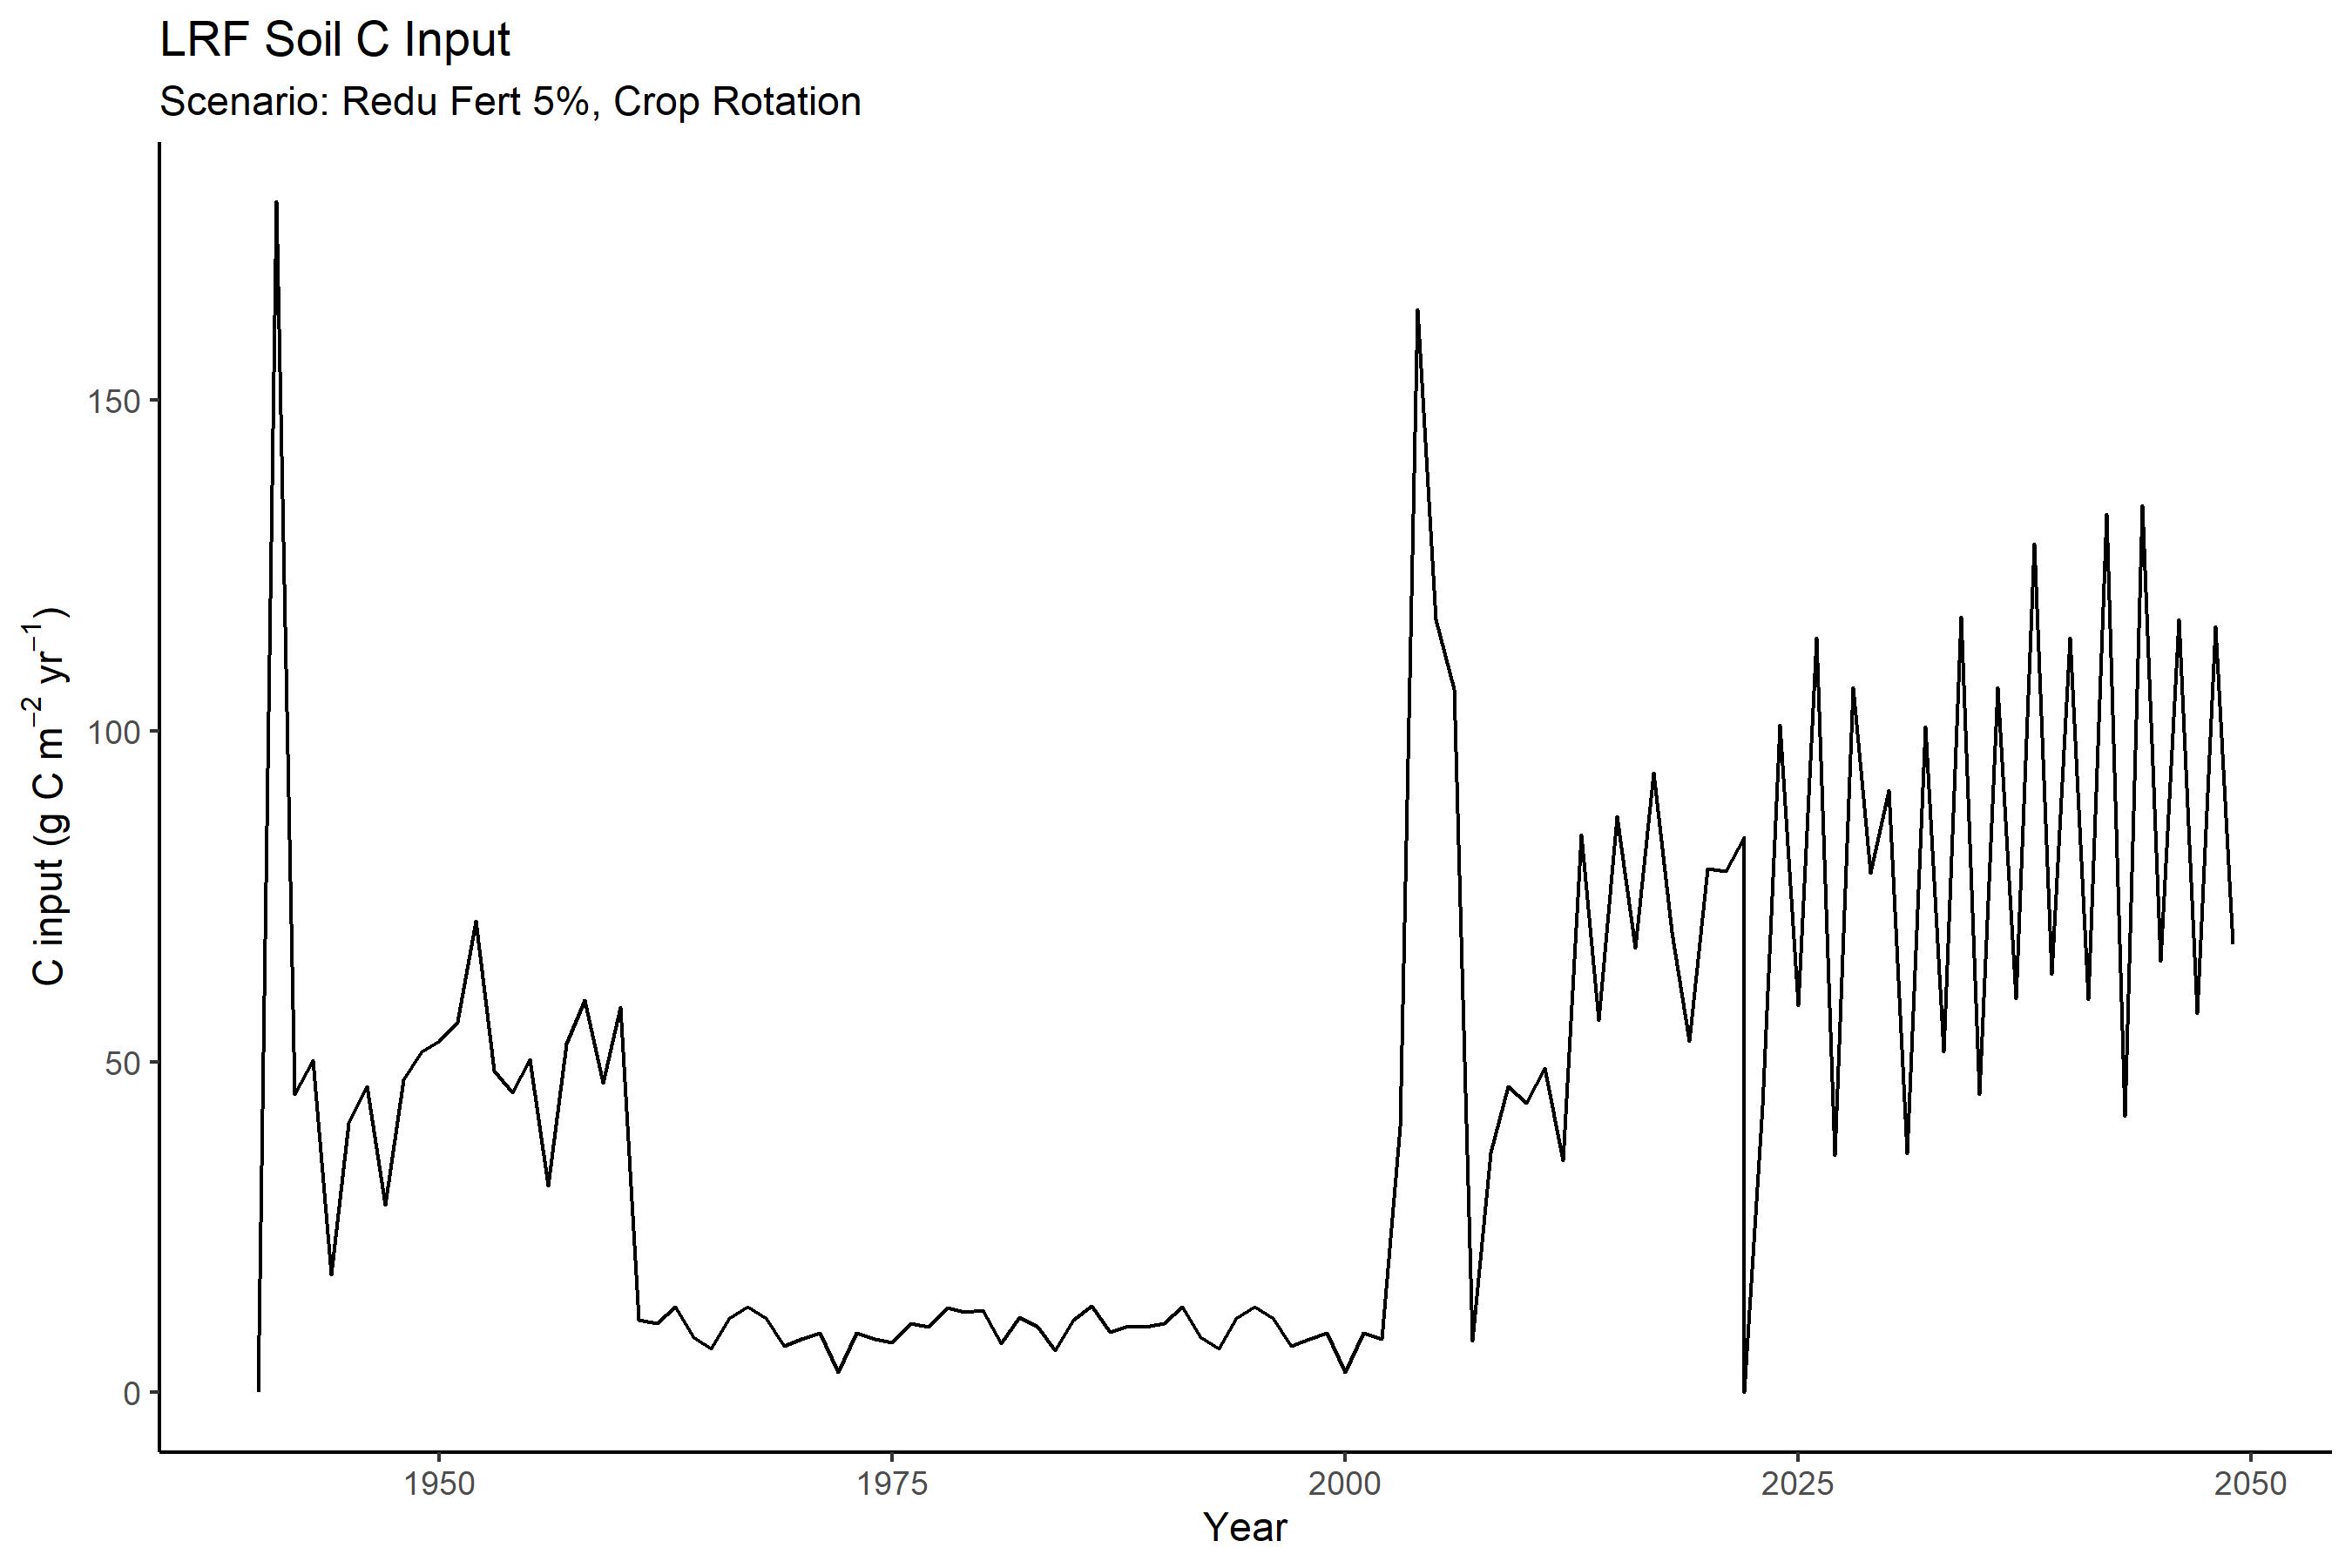 LRF Soil C Input
Scenario: Redu Fert 5%, Crop Rotation
C input (g C m⁻² yr⁻¹)
150
100
50
0
1950 1975 2000 2025 2050
Year